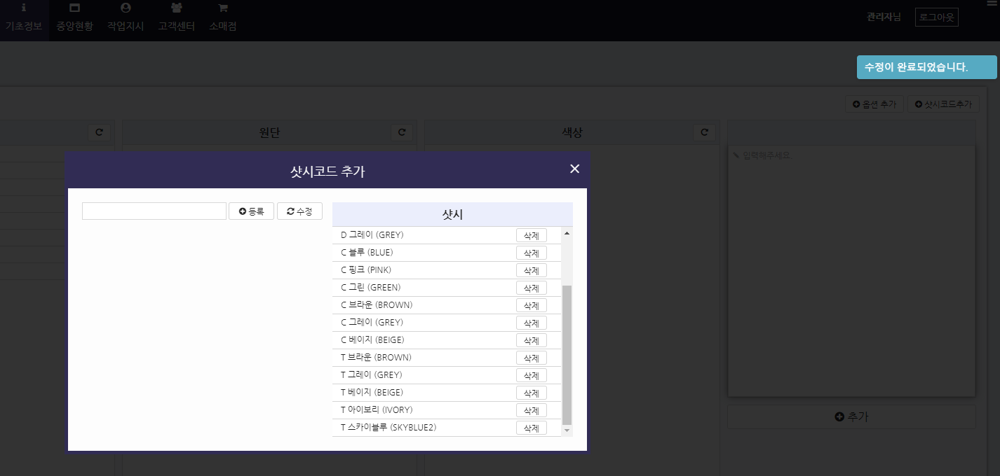 기초정보 중앙현황 작업지시 고객센터 소매점
관리자님 로그아웃
수정이 완료되었습니다.
옵션 추가 샷시코드추가
원단 색상
입력해주세요.
샷시코드 추가
등록 수정
샷시
D 그레이 (GREY) 삭제
C 블루 (BLUE) 삭제
C 핑크 (PINK) 삭제
C 그린 (GREEN) 삭제
C 브라운 (BROWN) 삭제
C 그레이 (GREY) 삭제
C 베이지 (BEIGE) 삭제
T 브라운 (BROWN) 삭제
T 그레이 (GREY) 삭제
T 베이지 (BEIGE) 삭제
T 아이보리 (IVORY) 삭제
T 스카이블루 (SKYBLUE2) 삭제
추가